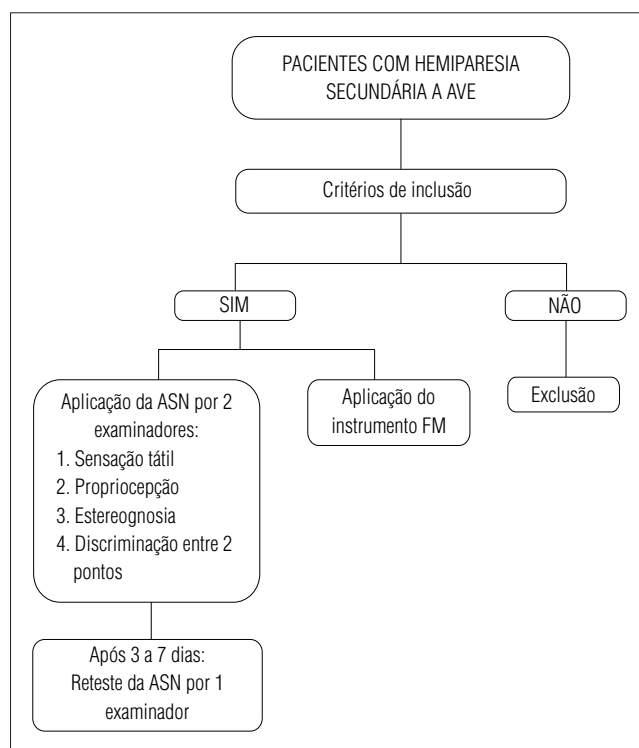 PACIENTES COM HEMIPARESIA
SECUNDÁRIA A AVE
Critérios de inclusão
SIM
NÃO
Aplicação da ASN por 2
examinadores:
1. Sensação tátil
2. Propriocepção
3. Estereognosia
4. Discriminação entre 2
pontos
Aplicação do
instrumento FM
Exclusão
Após 3 a 7 dias:
Reteste da ASN por 1
examinador